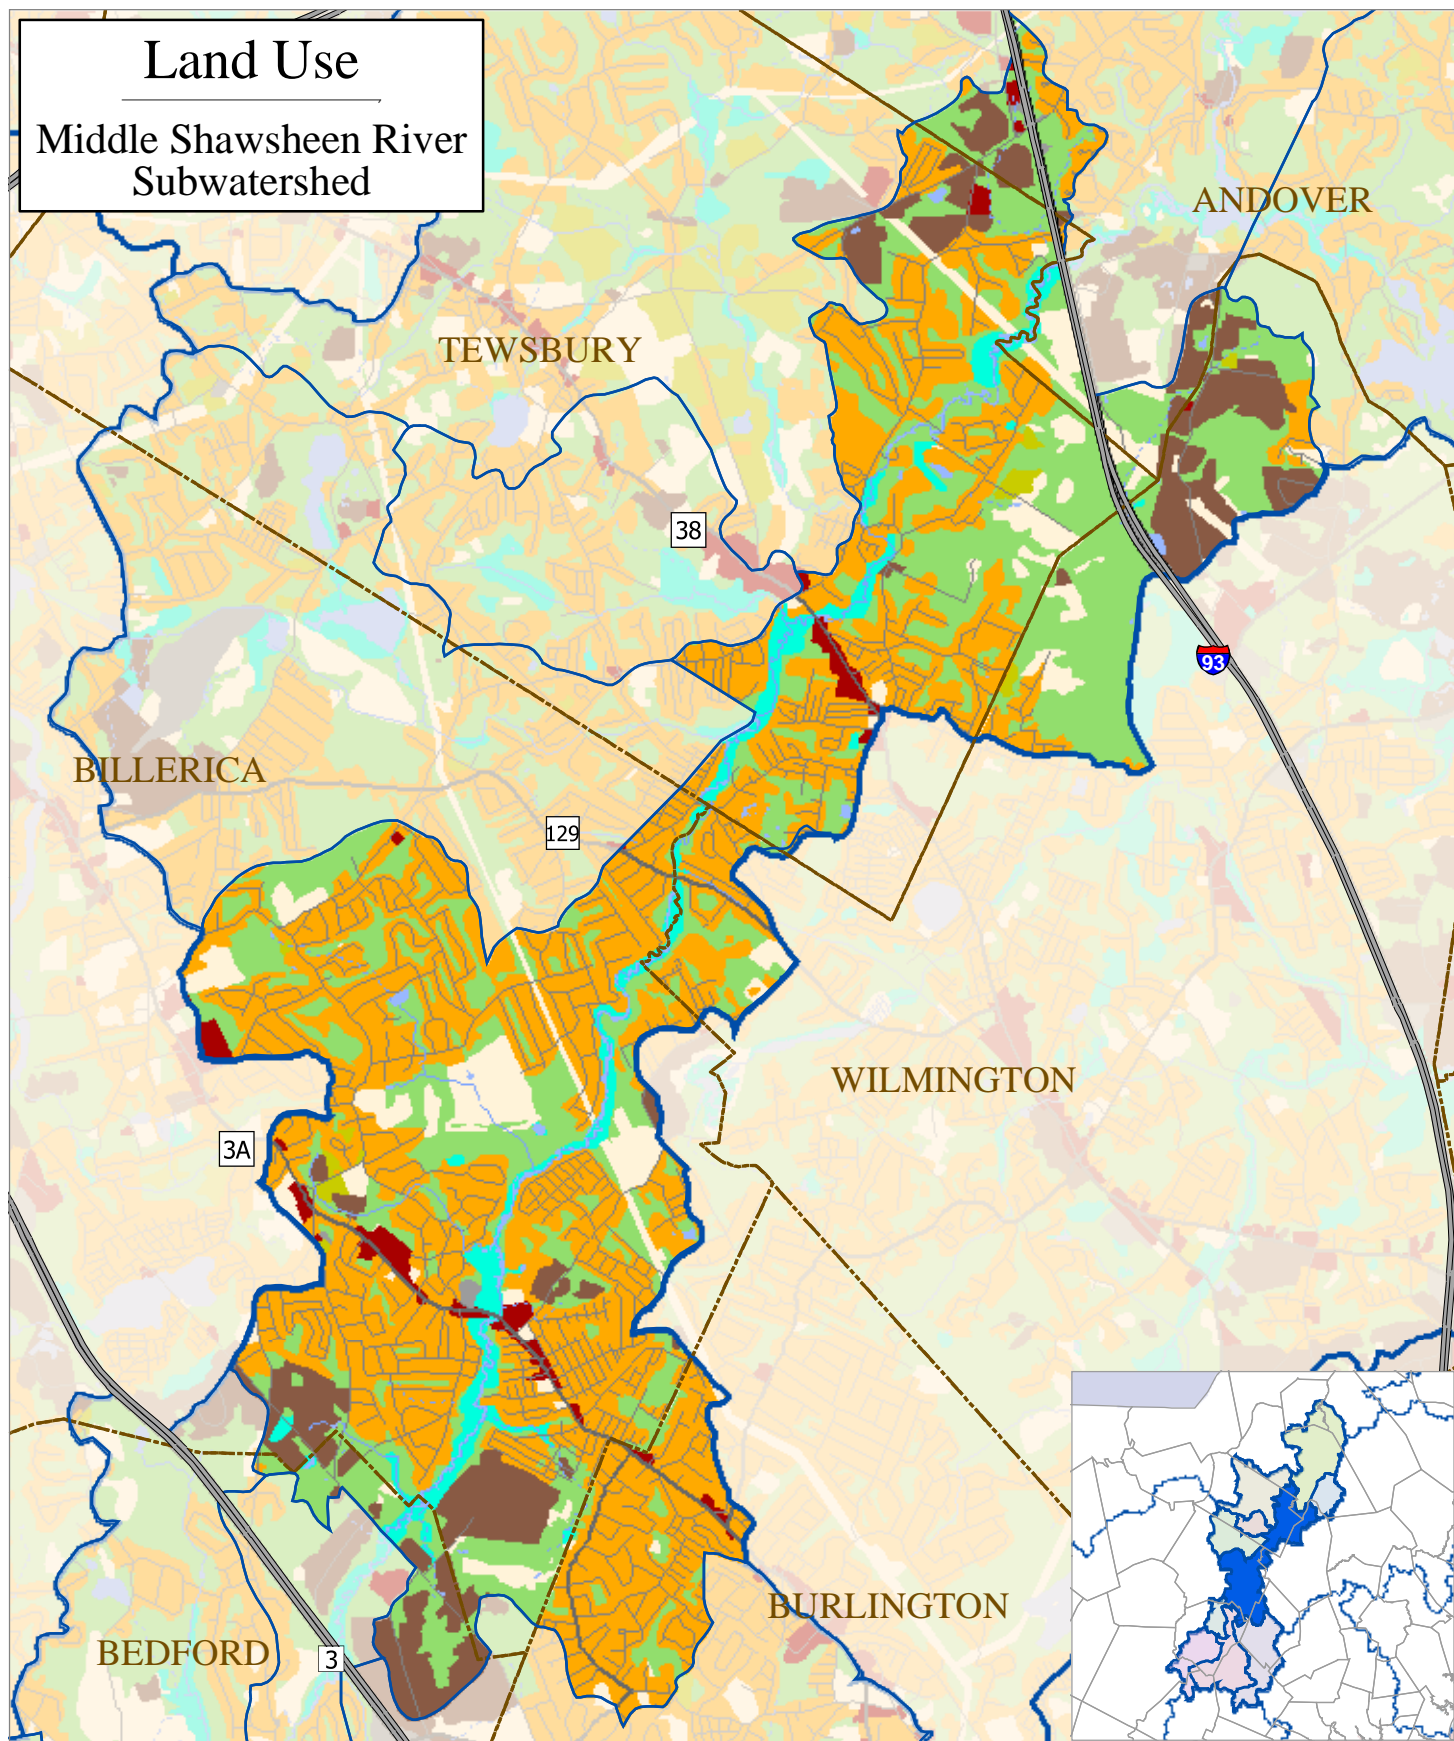 Land Use
Middle Shawsheen River
Subwatershed
ANDOVER
TEWSBURY
38
93
BILLERICA
129
WILMINGTON
3A
BURLINGTON
BEDFORD
3